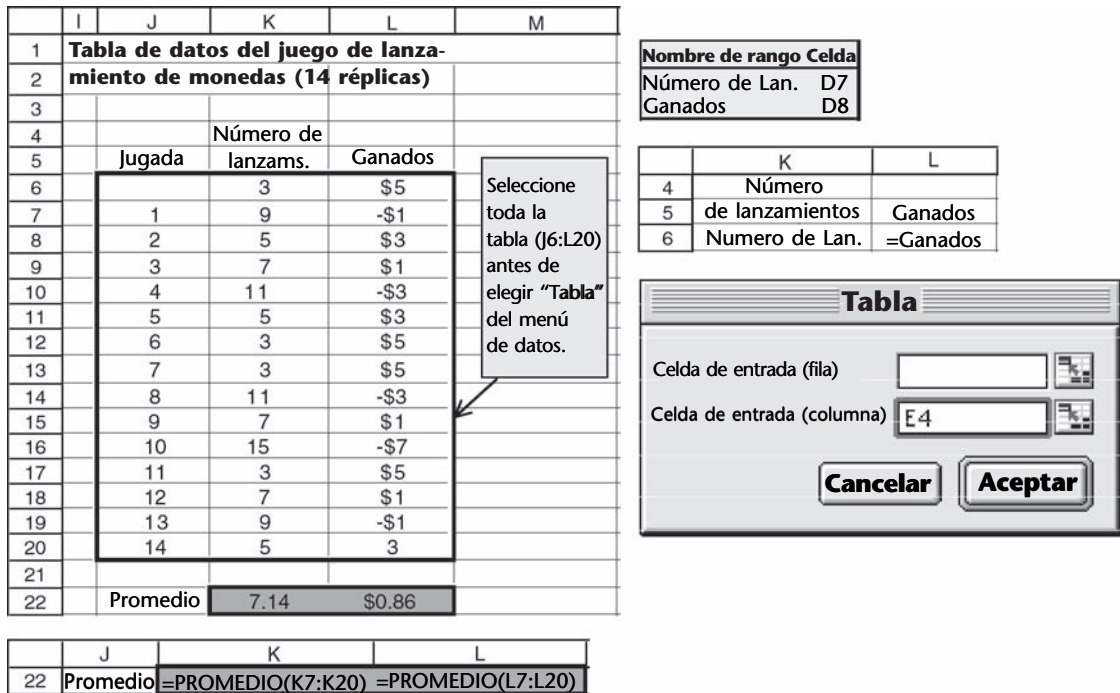 I J K L M
1 Tabla de datos del juego de lanza-
2 miento de monedas (14 réplicas)
3
4 Número de
5 Jugada lanzams. Ganados
6 3 $5
7 1 9 -$1
8 2 5 $3
9 3 7 $1
10 4 11 -$3
11 5 5 $3
12 6 3 $5
13 7 3 $5
14 8 11 -$3
15 9 7 $1
16 10 15 -$7
17 11 3 $5
18 12 7 $1
19 13 9 -$1
20 14 5 3
21
22 Promedio 7.14 $0.86
Seleccione
toda la
tabla (J6:L20)
antes de
elegir “Tabla”
del menú
de datos.
Nombre de rango Celda
Número de Lan. D7
Ganados D8
K L
4 Número
5 de lanzamientos Ganados
6 Numero de Lan. =Ganados
Tabla
Celda de entrada (fila)
Celda de entrada (columna) E4
Cancelar Aceptar
J K L
22 Promedio =PROMEDIO(K7:K20) =PROMEDIO(L7:L20)